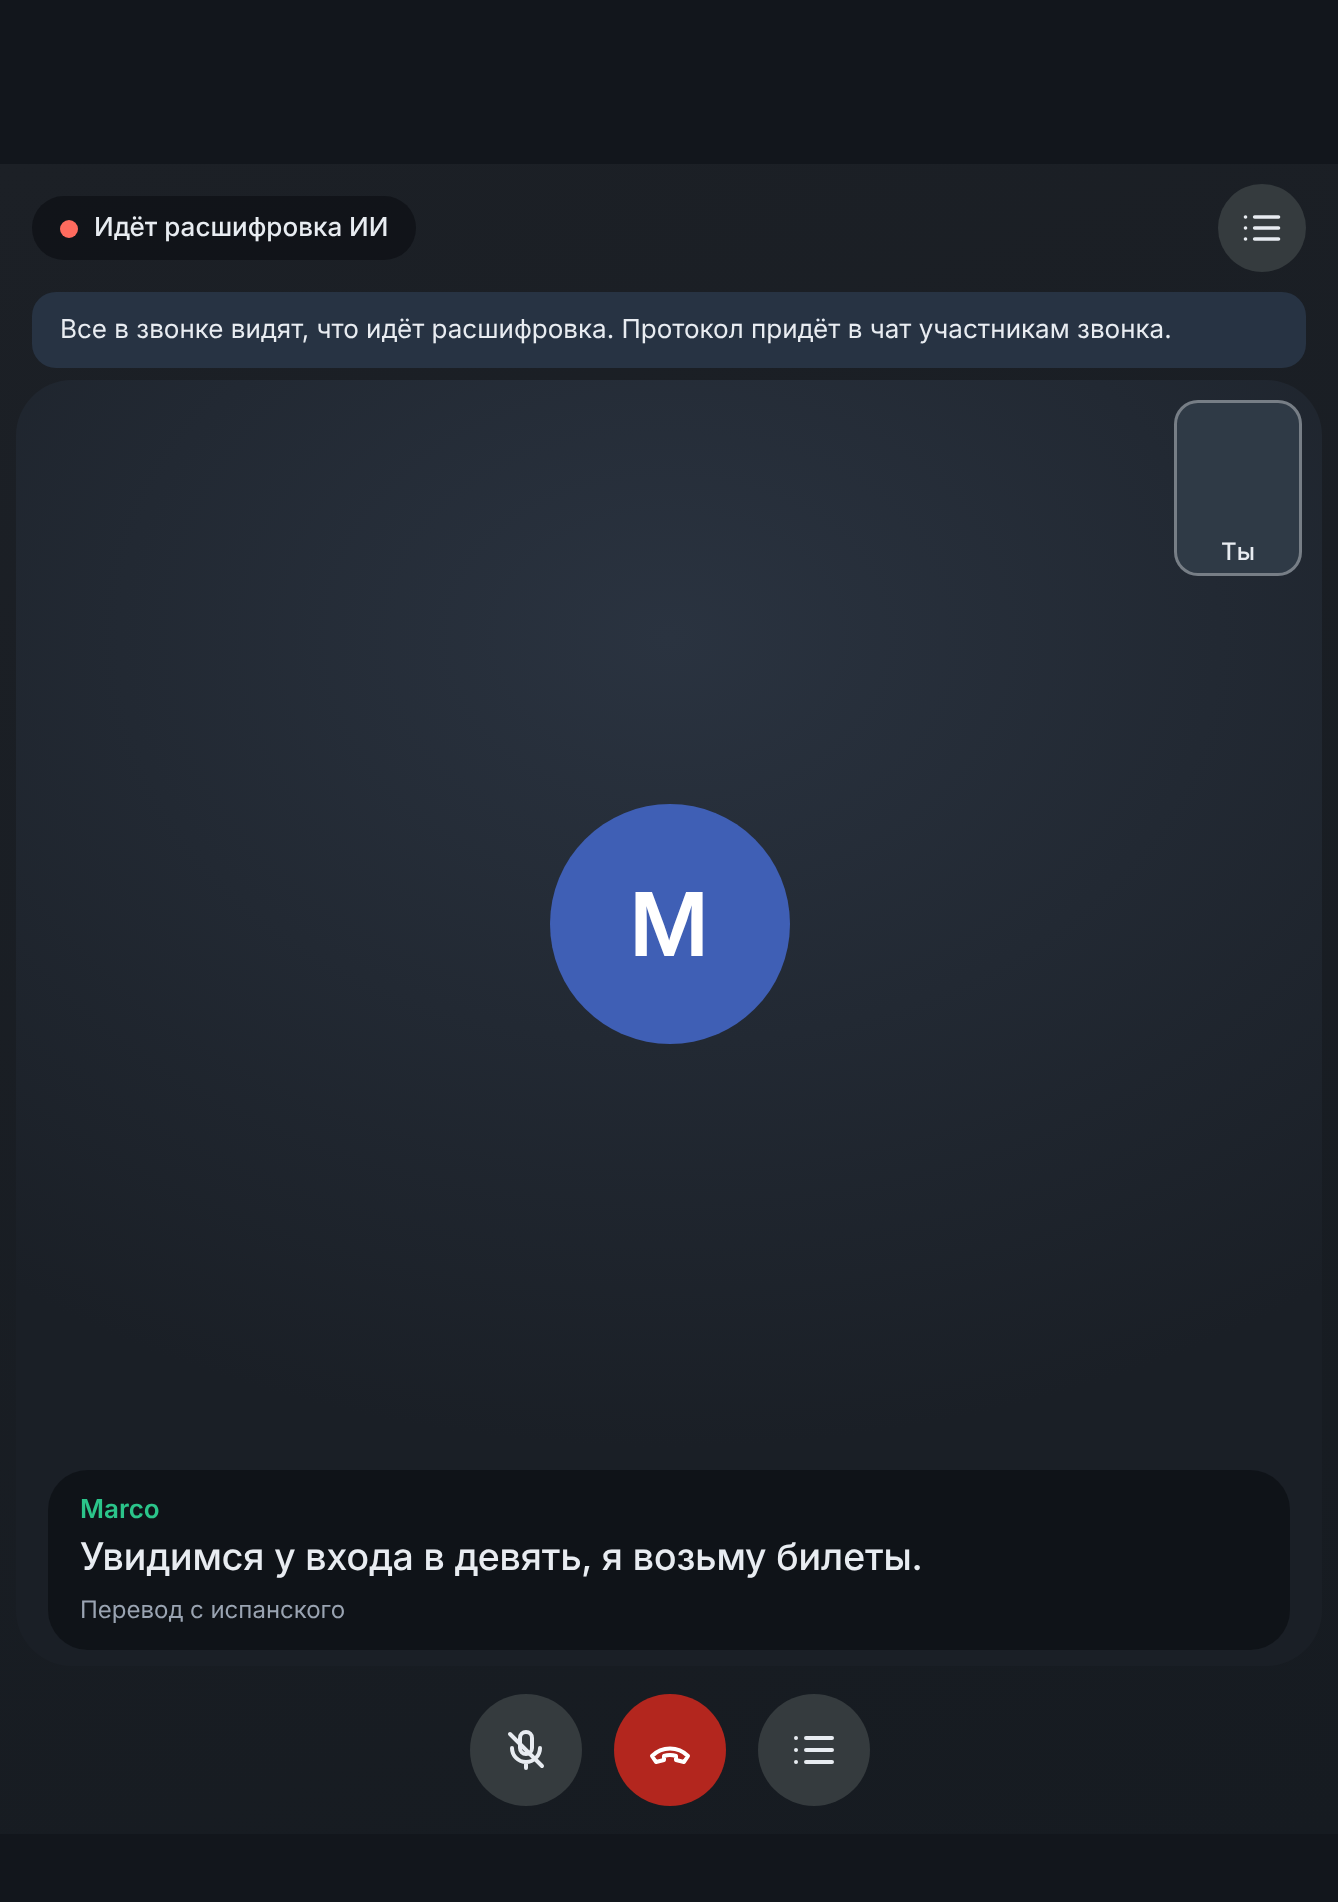 Идёт расшифровка ИИ
Все в звонке видят, что идёт расшифровка. Протокол придёт в чат участникам звонка.
Ты
M
Marco
Увидимся у входа в девять, я возьму билеты.
Перевод с испанского